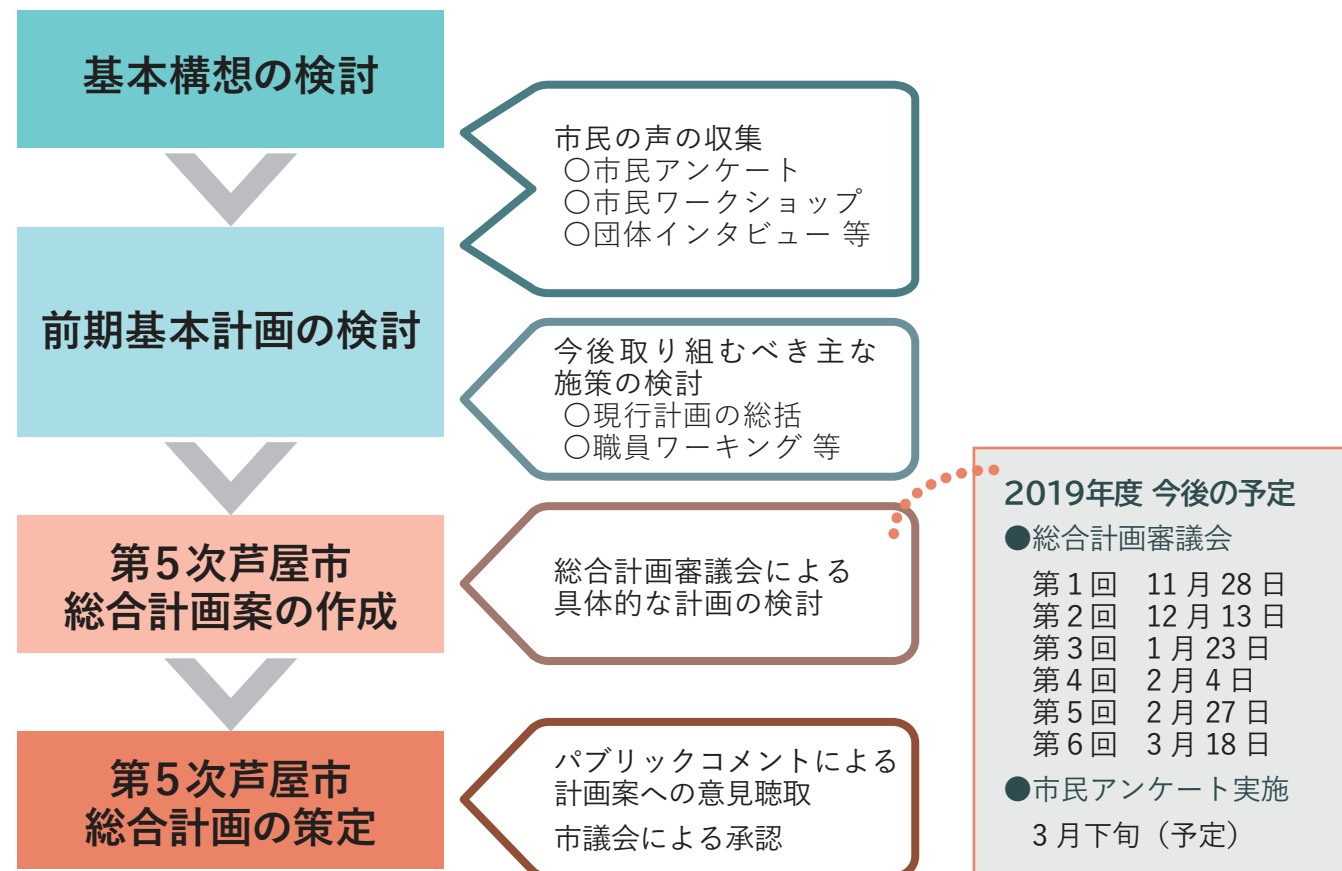 基本構想の検討
市民の声の収集
○市民アンケート
○市民ワークショップ
○団体インタビュー 等
前期基本計画の検討
今後取り組むべき主な
施策の検討
○現行計画の総括
○職員ワーキング 等
第5次芦屋市
総合計画案の作成
総合計画審議会による
具体的な計画の検討
第5次芦屋市
総合計画の策定
パブリックコメントによる
計画案への意見聴取
市議会による承認
2019年度 今後の予定
●総合計画審議会
第1回 11月28日
第2回 12月13日
第3回 1月23日
第4回 2月4日
第5回 2月27日
第6回 3月18日
●市民アンケート実施
3月下旬（予定）